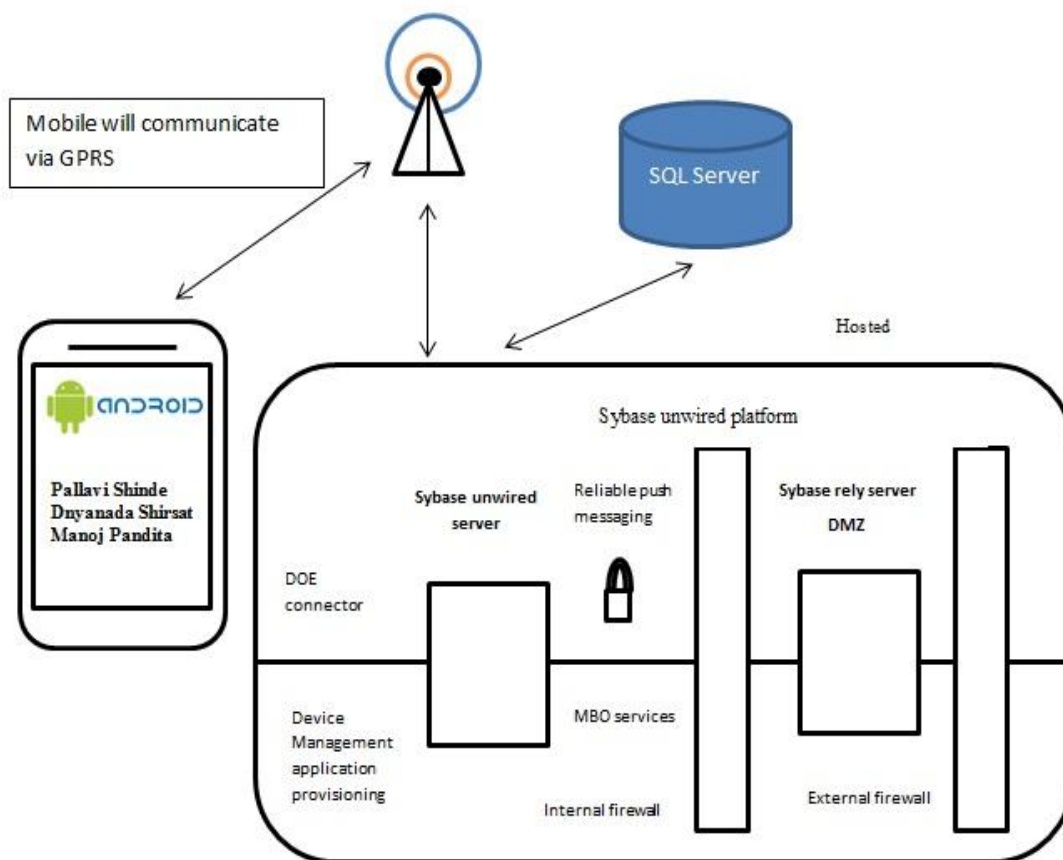 Mobile will communicate
via GPRS
SQL Server
Hosted
ANDROID
Pallavi Shinde
Dnyanada Shirsat
Manoj Pandita
Sybase unwired platform
Sybase unwired
server
Reliable push
messaging
Sybase rely server
DMZ
DOE
connector
Device
Management
application
provisioning
MBO services
Internal firewall
External firewall